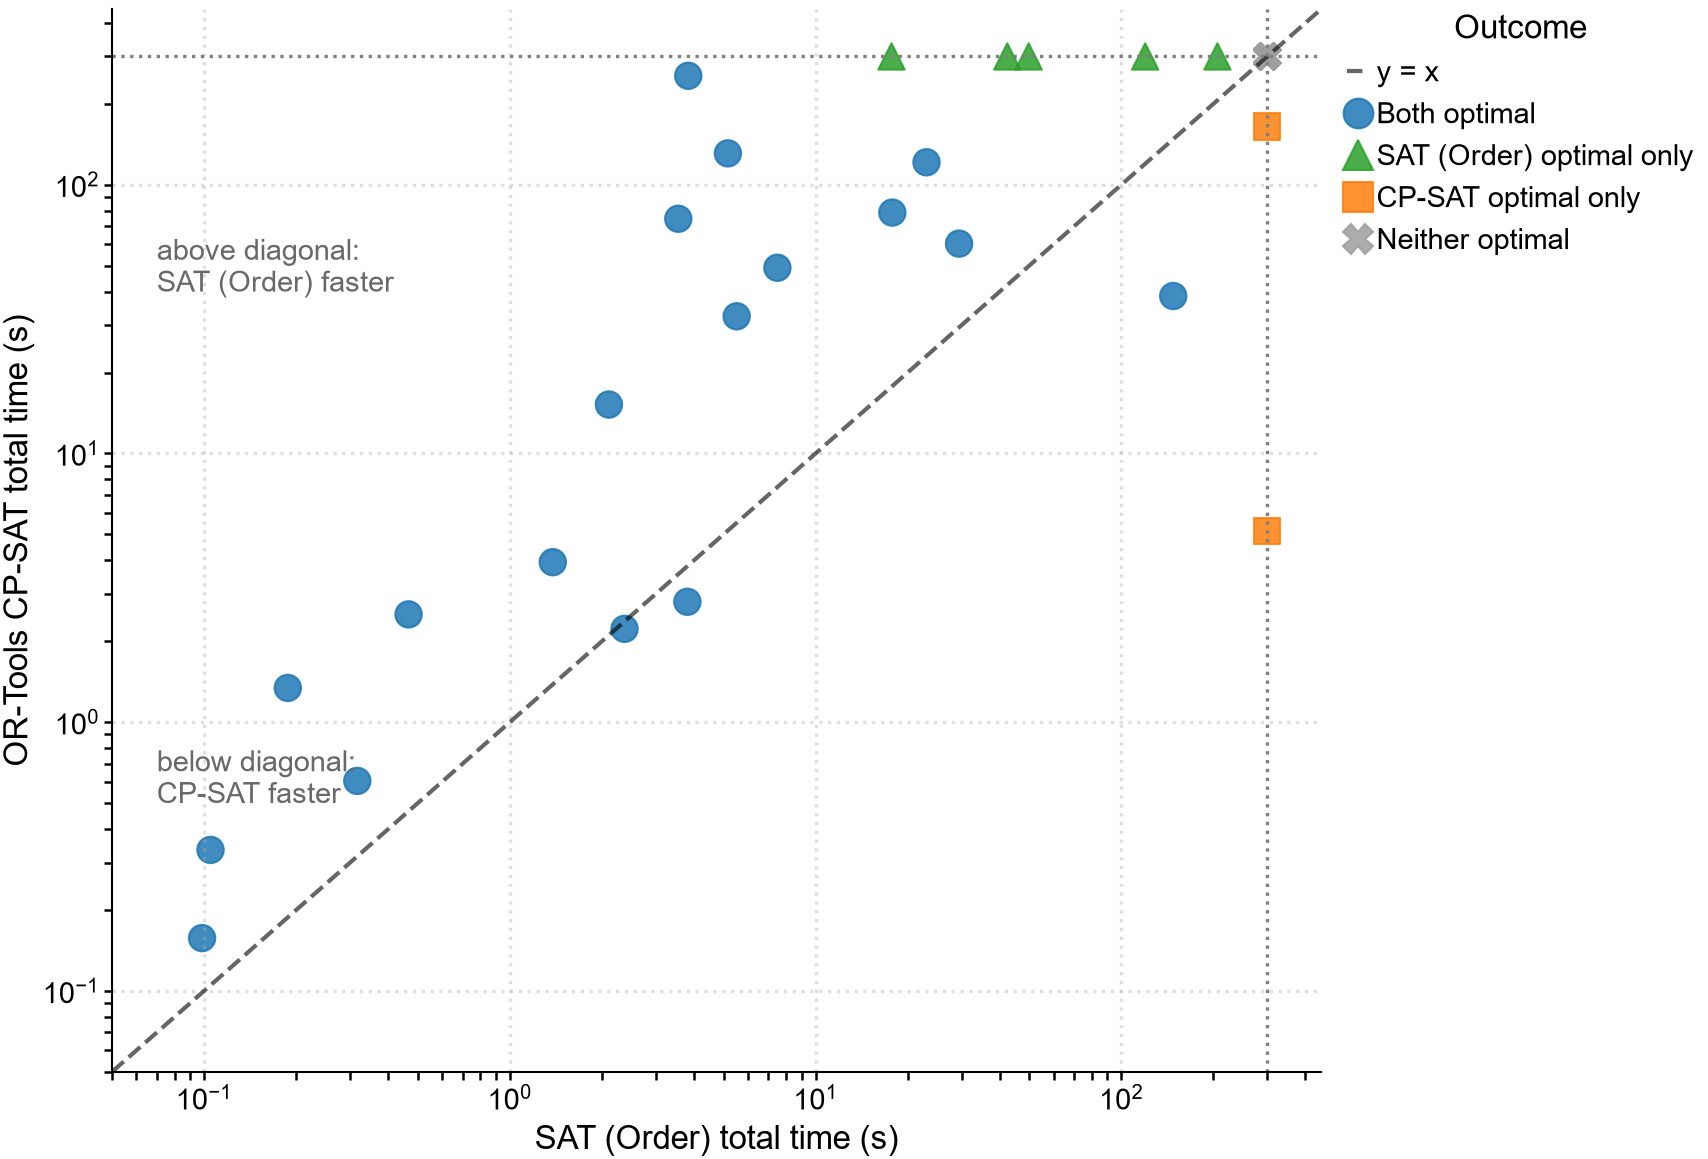 Outcome
y = x
Both optimal
SAT (Order) optimal only
CP-SAT optimal only
Neither optimal
OR-Tools CP-SAT total time (s)
10²
10¹
10⁰
10⁻¹
above diagonal:
SAT (Order) faster
below diagonal:
CP-SAT faster
10⁻¹
10⁰
10¹
10²
SAT (Order) total time (s)